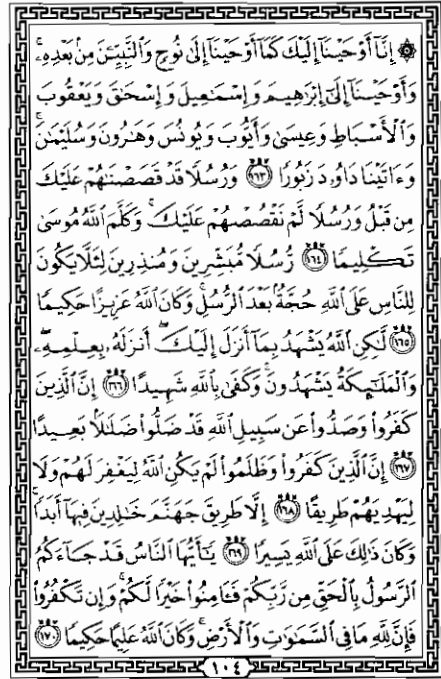 ۞ إِنَّآ أَوْحَيْنَآ إِلَيْكَ كَمَآ أَوْحَيْنَآ إِلَىٰ نُوحٍ وَٱلنَّبِيِّـۧنَ مِنۢ بَعْدِهِۦۚ
وَأَوْحَيْنَآ إِلَىٰٓ إِبْرَٰهِيمَ وَإِسْمَٰعِيلَ وَإِسْحَٰقَ وَيَعْقُوبَ
وَٱلْأَسْبَاطِ وَعِيسَىٰ وَأَيُّوبَ وَيُونُسَ وَهَٰرُونَ وَسُلَيْمَٰنَۚ
وَءَاتَيْنَا دَاوُۥدَ زَبُورًا ١٦٣ وَرُسُلًا قَدْ قَصَصْنَٰهُمْ عَلَيْكَ
مِن قَبْلُ وَرُسُلًا لَّمْ نَقْصُصْهُمْ عَلَيْكَۚ وَكَلَّمَ ٱللَّهُ مُوسَىٰ
تَكْلِيمًا ١٦٤ رُّسُلًا مُّبَشِّرِينَ وَمُنذِرِينَ لِئَلَّا يَكُونَ
لِلنَّاسِ عَلَى ٱللَّهِ حُجَّةٌۢ بَعْدَ ٱلرُّسُلِۚ وَكَانَ ٱللَّهُ عَزِيزًا حَكِيمًا
١٦٥ لَّٰكِنِ ٱللَّهُ يَشْهَدُ بِمَآ أَنزَلَ إِلَيْكَۖ أَنزَلَهُۥ بِعِلْمِهِۦۖ
وَٱلْمَلَٰٓئِكَةُ يَشْهَدُونَۚ وَكَفَىٰ بِٱللَّهِ شَهِيدًا ١٦٦ إِنَّ ٱلَّذِينَ
كَفَرُوا۟ وَصَدُّوا۟ عَن سَبِيلِ ٱللَّهِ قَدْ ضَلُّوا۟ ضَلَٰلًۢا بَعِيدًا
١٦٧ إِنَّ ٱلَّذِينَ كَفَرُوا۟ وَظَلَمُوا۟ لَمْ يَكُنِ ٱللَّهُ لِيَغْفِرَ لَهُمْ وَلَا
لِيَهْدِيَهُمْ طَرِيقًا ١٦٨ إِلَّا طَرِيقَ جَهَنَّمَ خَٰلِدِينَ فِيهَآ أَبَدًاۚ
وَكَانَ ذَٰلِكَ عَلَى ٱللَّهِ يَسِيرًا ١٦٩ يَٰٓأَيُّهَا ٱلنَّاسُ قَدْ جَآءَكُمُ
ٱلرَّسُولُ بِٱلْحَقِّ مِن رَّبِّكُمْ فَـَٔامِنُوا۟ خَيْرًا لَّكُمْۚ وَإِن تَكْفُرُوا۟
فَإِنَّ لِلَّهِ مَا فِى ٱلسَّمَٰوَٰتِ وَٱلْأَرْضِۚ وَكَانَ ٱللَّهُ عَلِيمًا حَكِيمًا ١٧٠
١٠٤